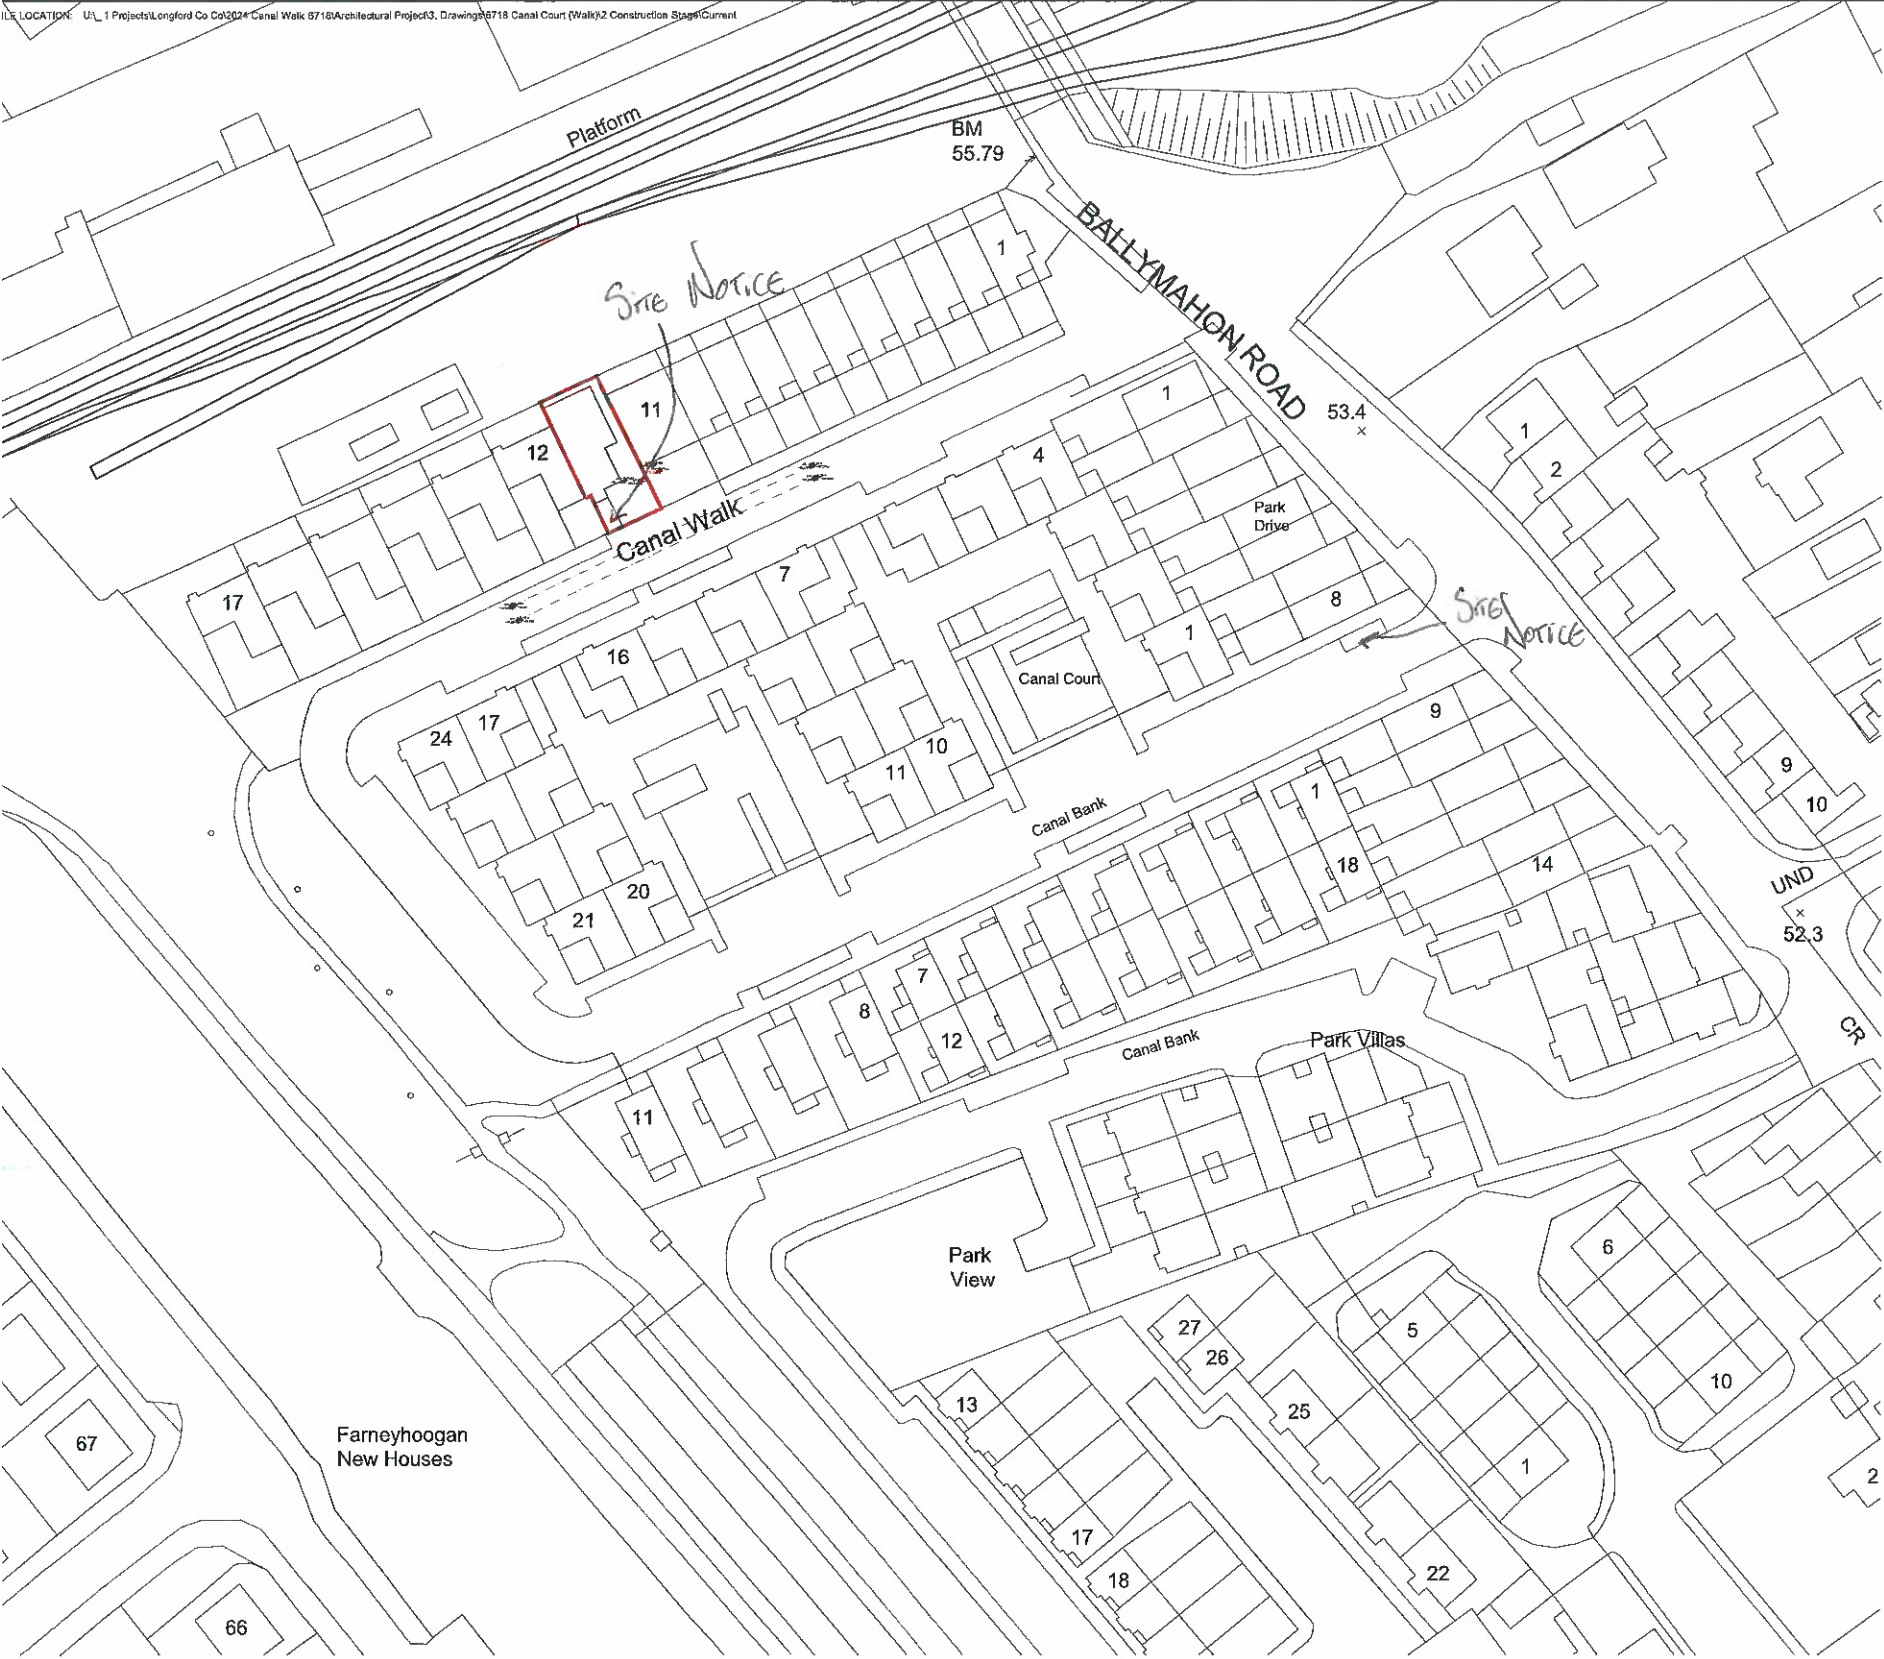 ILE LOCATION: U:\_ 1 Projects\Longford Co Co\2024 Canal Walk 6718\Architectural Project\3. Drawings\6718 Canal Court (Walk)\2 Construction Stage\Current
Platform
BM
55.79
BALLYMAHON ROAD
SITE NOTICE
1
11
12
1
53.4
4
1
2
Canal Walk
Park
Drive
7
17
8
SITE
NOTICE
1
16
Canal Court
17
24
9
10
11
9
10
1
Canal Bank
18
14
UND
20
21
52.3
7
8
12
CR
Canal Bank
Park Villas
11
6
Park
View
27
5
26
10
13
25
67
Farneyhoogan
New Houses
1
2
17
18
22
66